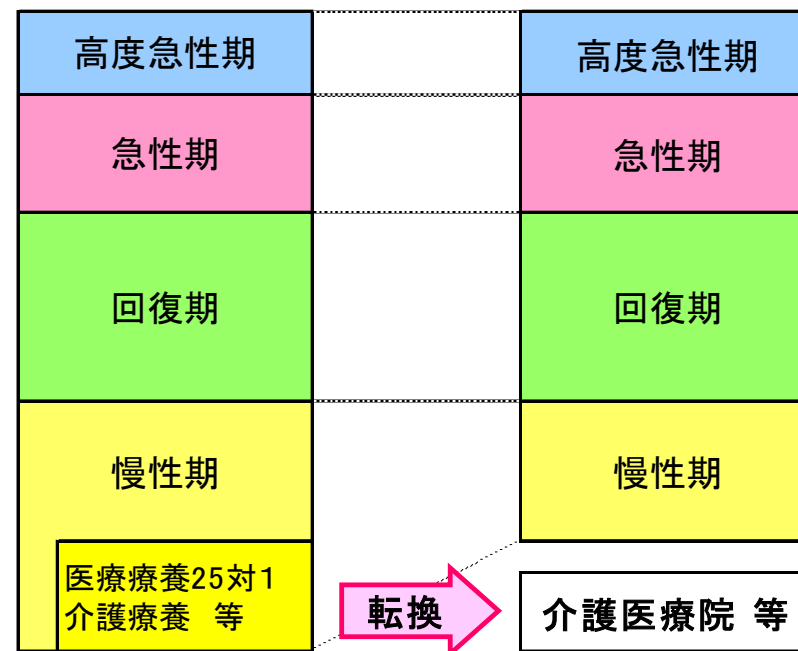 高度急性期
急性期
回復期
慢性期
医療療養25対1
介護療養 等
転換
高度急性期
急性期
回復期
慢性期
介護医療院 等